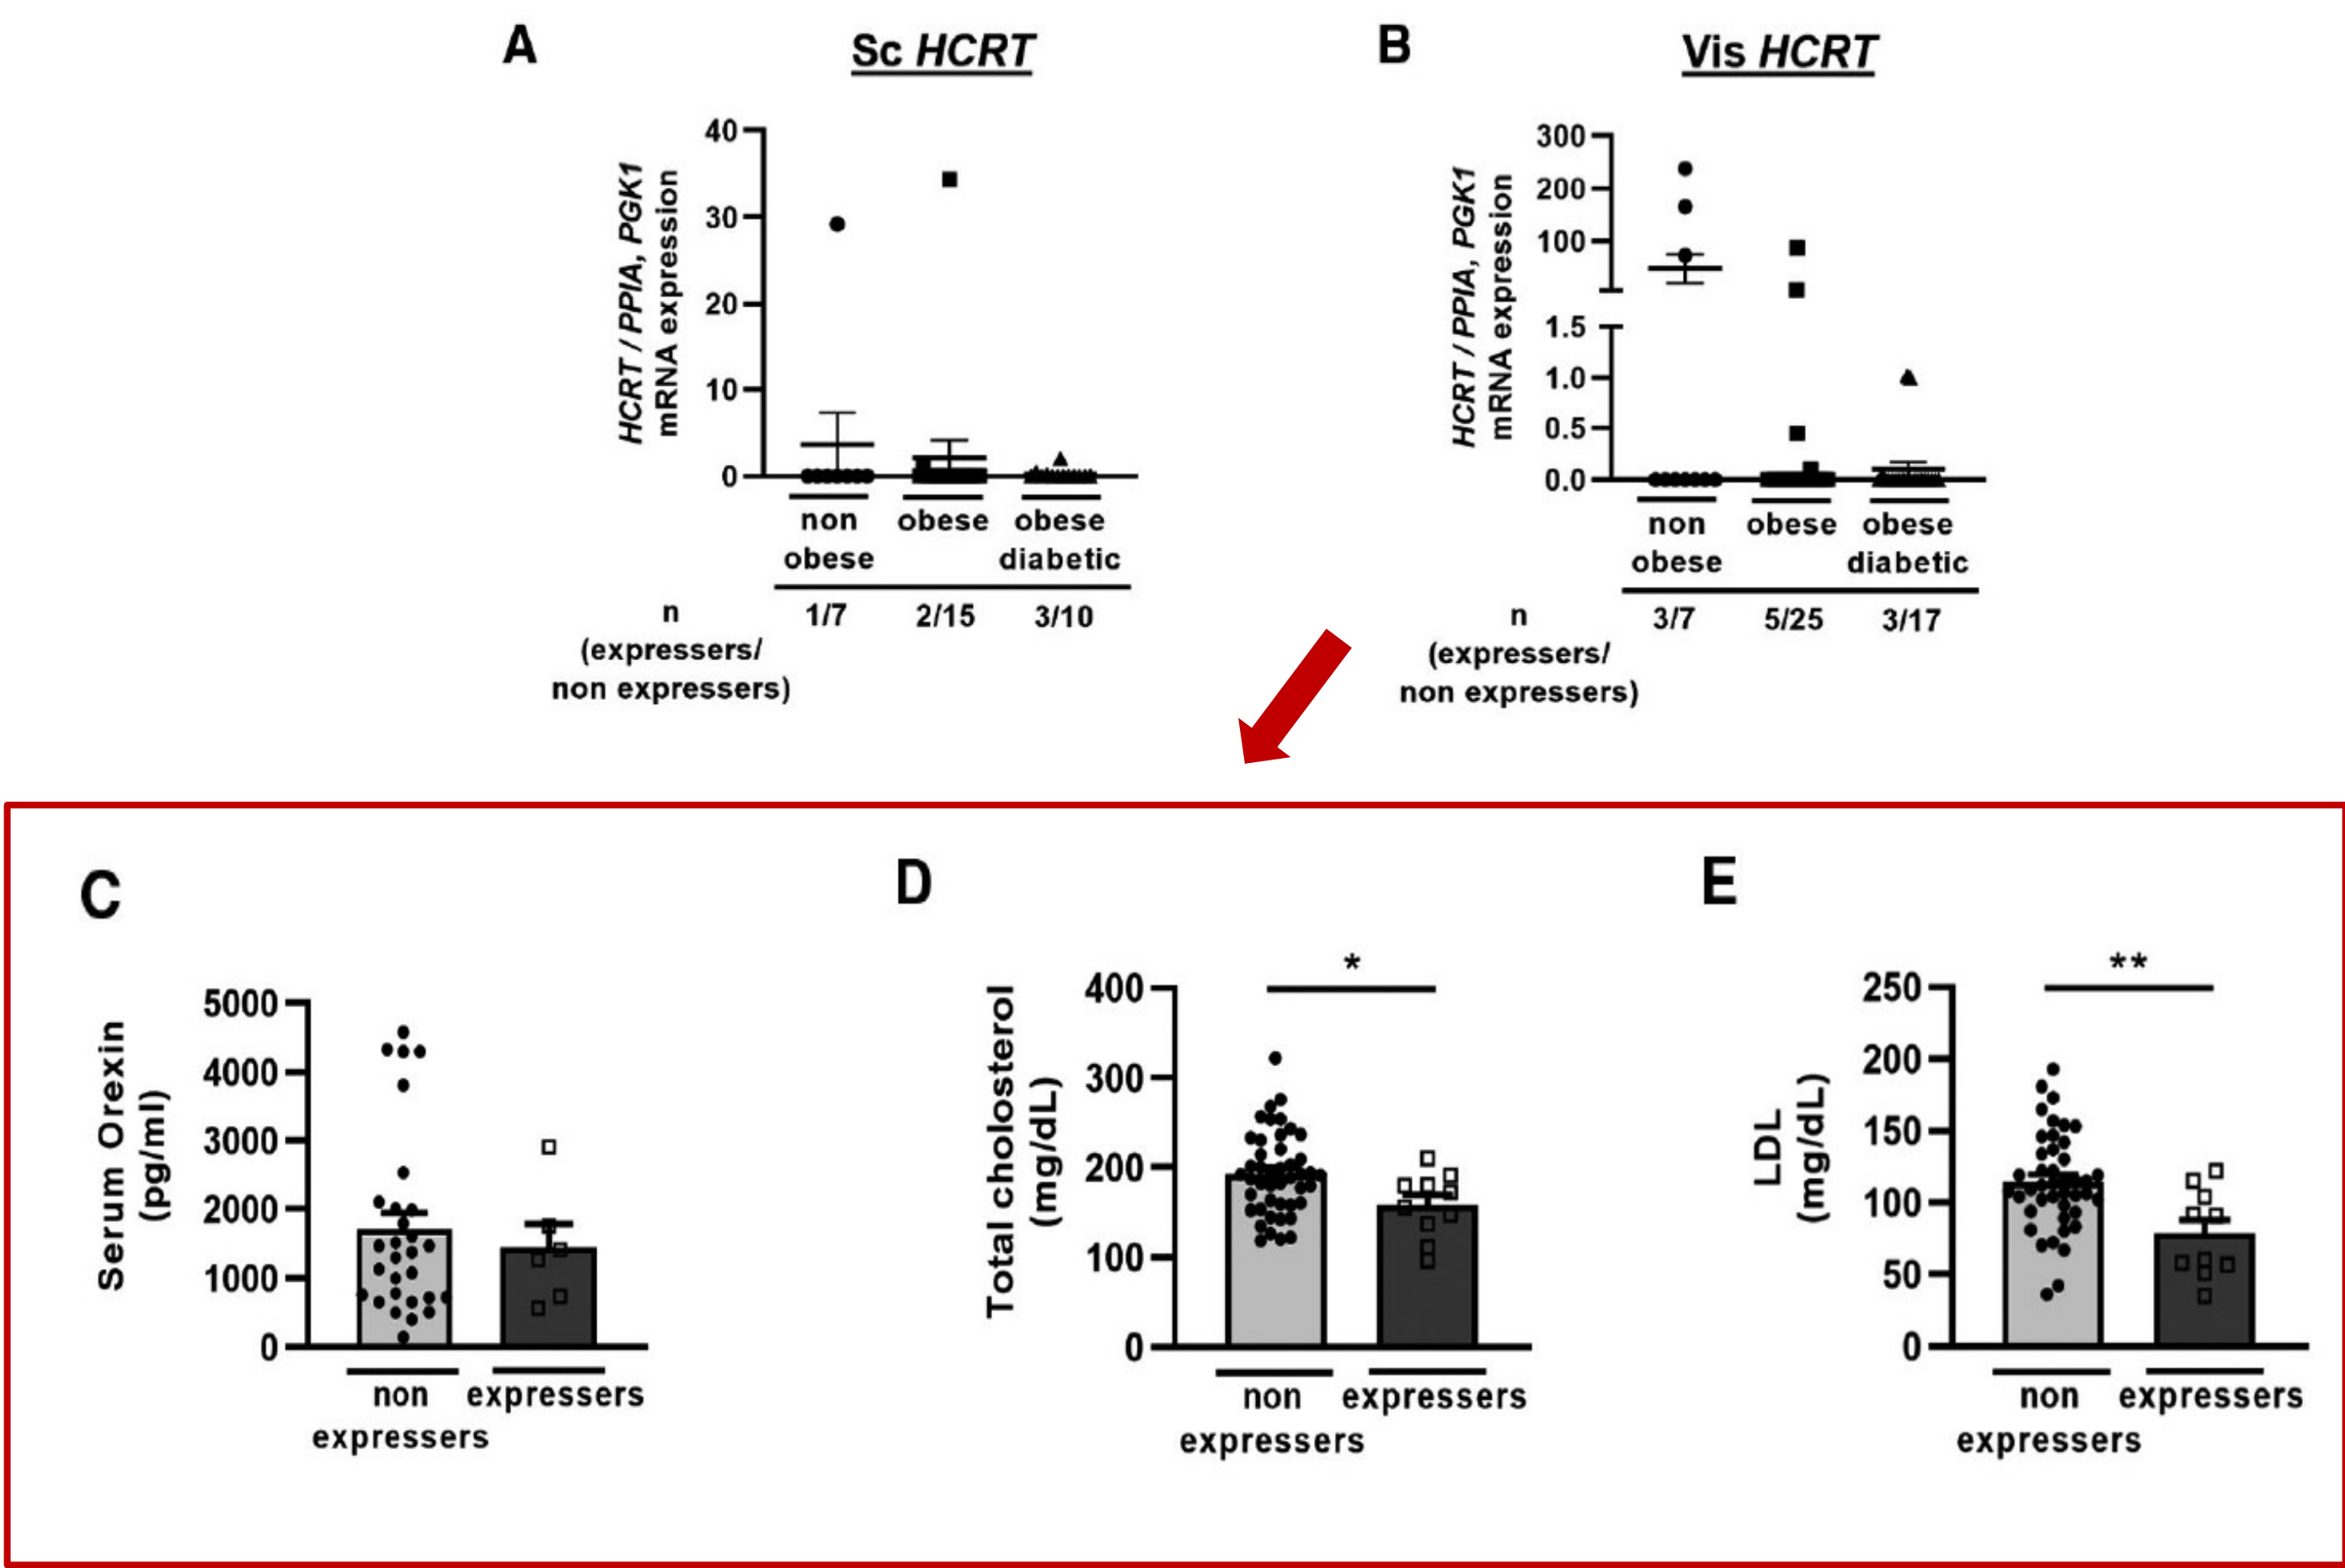 A
Sc HCRT
HCRT / PPIA, PGK1
mRNA expression
40
30
20
10
0
non
obese
obese
obese
diabetic
n
(expressers/
non expressers)
1/7
2/15
3/10
B
Vis HCRT
HCRT / PPIA, PGK1
mRNA expression
300
200
100
1.5
1.0
0.5
0.0
non
obese
obese
obese
diabetic
n
(expressers/
non expressers)
3/7
5/25
3/17
C
Serum Orexin
(pg/ml)
5000
4000
3000
2000
1000
0
non
expressers
expressers
D
Total cholosterol
(mg/dL)
*
400
300
200
100
0
non
expressers
expressers
E
LDL
(mg/dL)
**
250
200
150
100
50
0
non
expressers
expressers